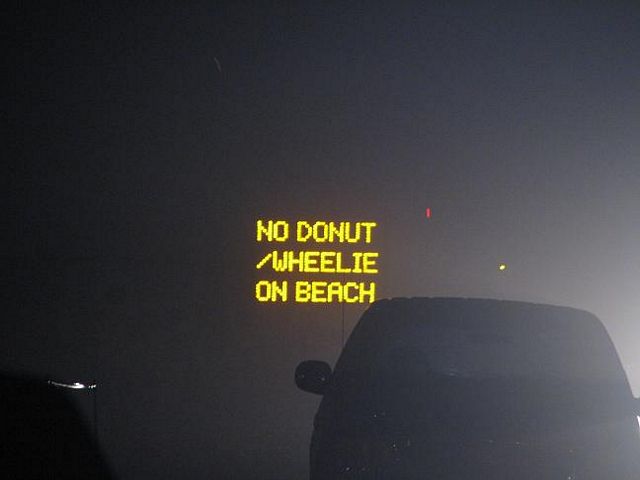 NO DONUT
/WHEELIE
ON BEACH